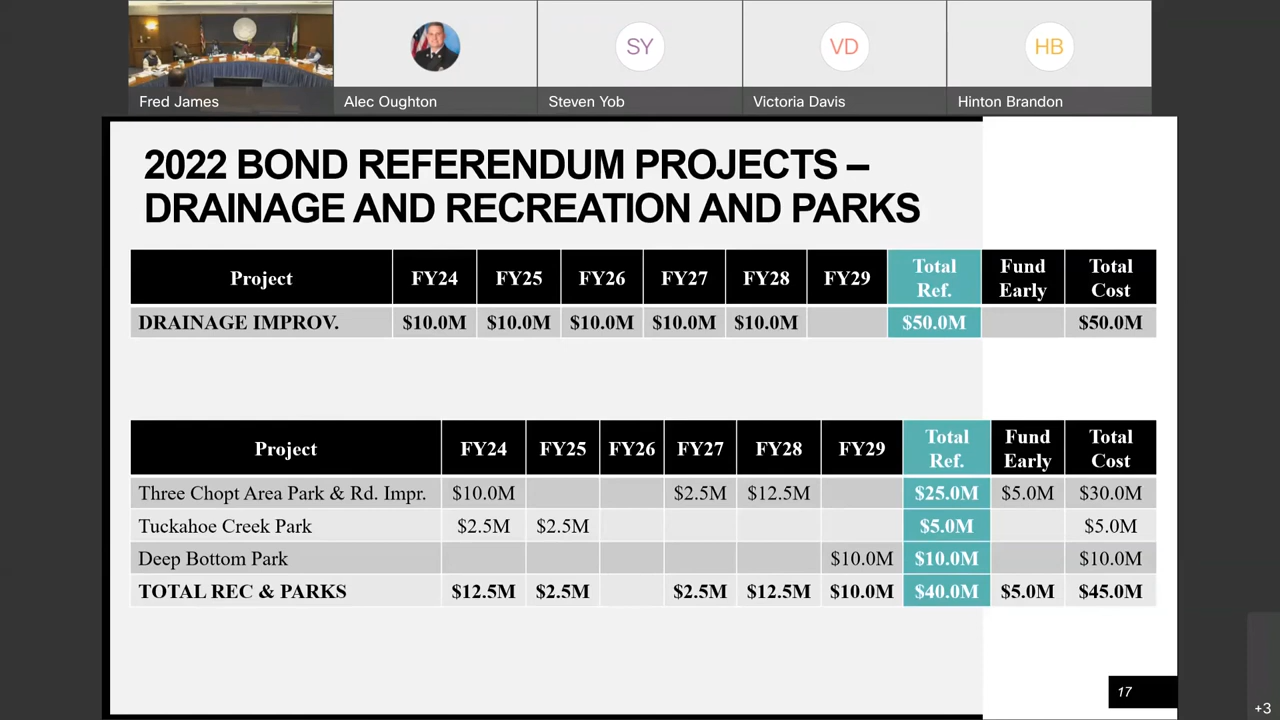 SY
VD
HB
Fred James
Alec Oughton
Steven Yob
Victoria Davis
Hinton Brandon
2022 BOND REFERENDUM PROJECTS –
DRAINAGE AND RECREATION AND PARKS
Project FY24 FY25 FY26 FY27 FY28 FY29 Total Ref. Fund Early Total Cost
DRAINAGE IMPROV. $10.0M $10.0M $10.0M $10.0M $10.0M $50.0M $50.0M
Project FY24 FY25 FY26 FY27 FY28 FY29 Total Ref. Fund Early Total Cost
Three Chopt Area Park & Rd. Impr. $10.0M $2.5M $12.5M $25.0M $5.0M $30.0M
Tuckahoe Creek Park $2.5M $2.5M $5.0M $5.0M
Deep Bottom Park $10.0M $10.0M $10.0M
TOTAL REC & PARKS $12.5M $2.5M $2.5M $12.5M $10.0M $40.0M $5.0M $45.0M
17
+3